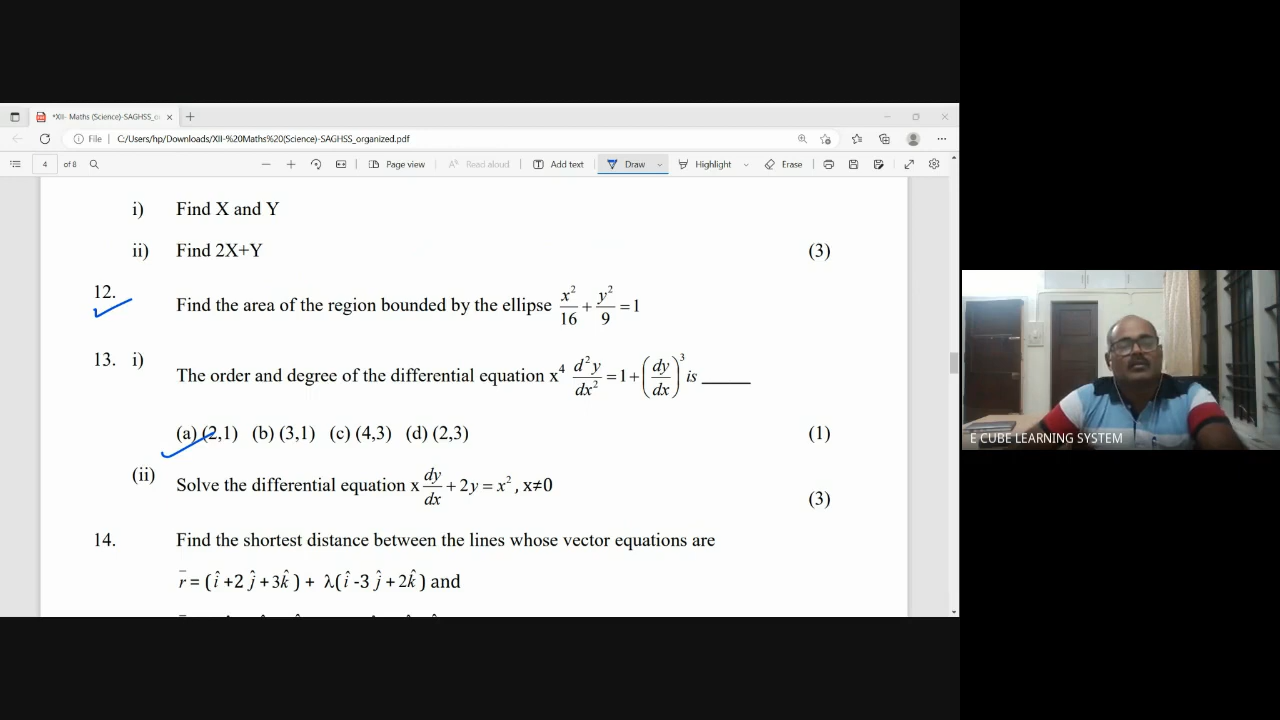 *XII- Maths (Science)-SAGHSS_o
File C:/Users/hp/Downloads/XII-%20Maths%20(Science)-SAGHSS_organized.pdf
4 of 8 Page view Read aloud Add text Draw Highlight Erase
i) Find X and Y
ii) Find 2X+Y (3)
12. Find the area of the region bounded by the ellipse x²/16 + y²/9 = 1
13. i) The order and degree of the differential equation x⁴ d²y/dx² = 1+(dy/dx)³ is _____
(a) (2,1) (b) (3,1) (c) (4,3) (d) (2,3) (1)
(ii) Solve the differential equation x dy/dx + 2y = x² , x≠0 (3)
14. Find the shortest distance between the lines whose vector equations are
r̄ = (î +2 ĵ + 3k̂ ) + λ(î -3 ĵ + 2k̂ ) and
E CUBE LEARNING SYSTEM